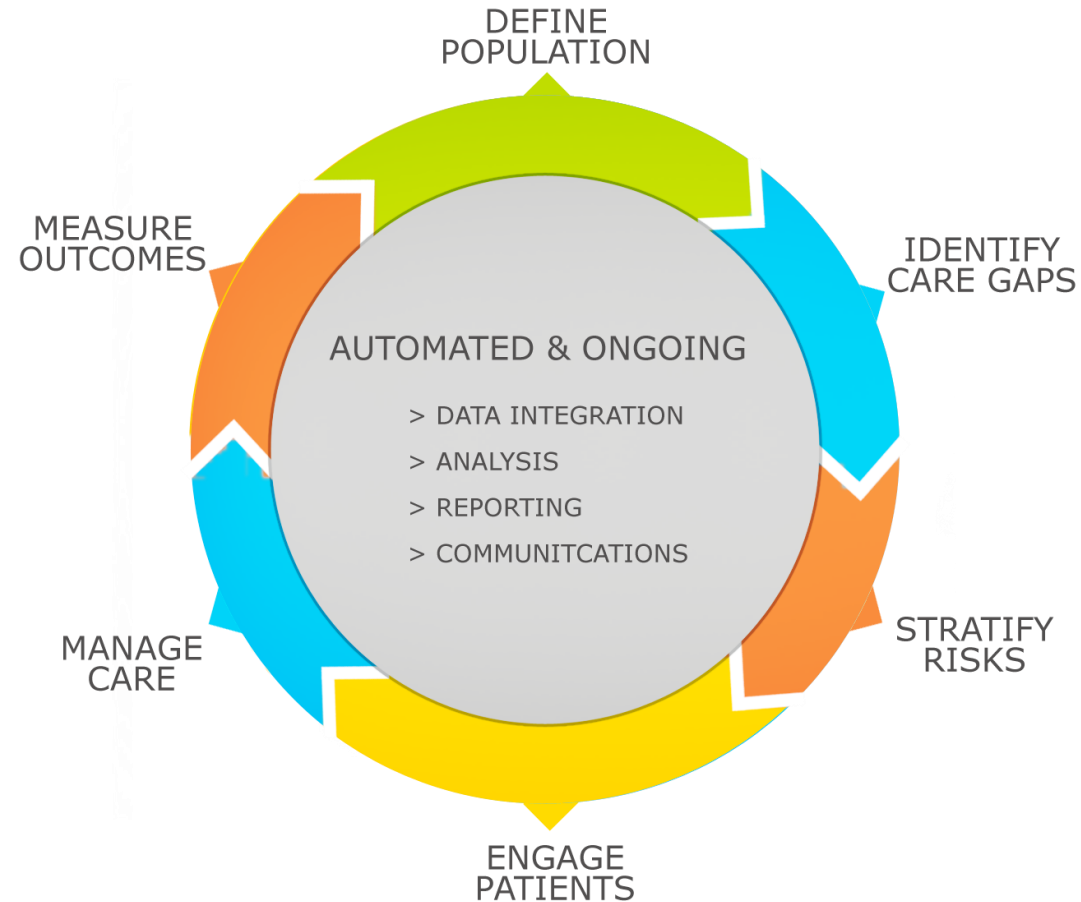 DEFINE
POPULATION
IDENTIFY
CARE GAPS
STRATIFY
RISKS
ENGAGE
PATIENTS
MANAGE
CARE
MEASURE
OUTCOMES
AUTOMATED & ONGOING
> DATA INTEGRATION
> ANALYSIS
> REPORTING
> COMMUNITCATIONS